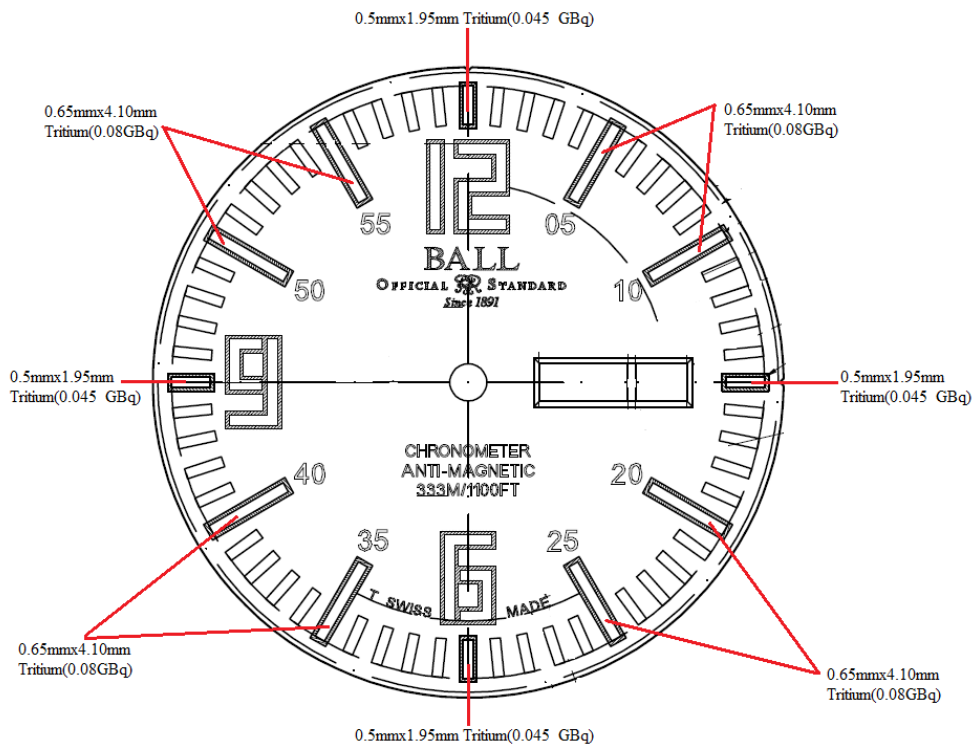 0.5mmx1.95mm Tritium(0.045 GBq)
0.65mmx4.10mm
Tritium(0.08GBq)
0.65mmx4.10mm
Tritium(0.08GBq)
12
55
05
BALL
OFFICIAL RR STANDARD
Since 1891
50
10
9
0.5mmx1.95mm
Tritium(0.045 GBq)
0.5mmx1.95mm
Tritium(0.045 GBq)
CHRONOMETER
ANTI-MAGNETIC
333M/1100FT
40
20
35
25
6
T SWISS MADE
0.65mmx4.10mm
Tritium(0.08GBq)
0.65mmx4.10mm
Tritium(0.08GBq)
0.5mmx1.95mm Tritium(0.045 GBq)